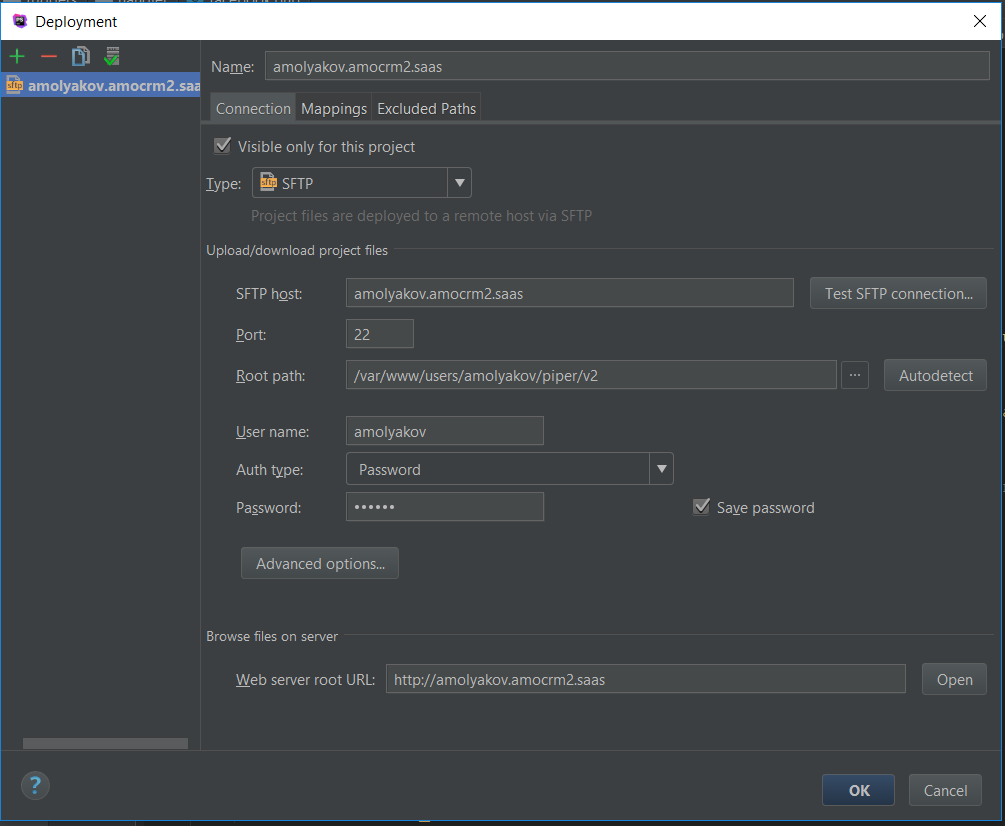 Deployment
amolyakov.amocrm2.saa
Name: amolyakov.amocrm2.saas
Connection Mappings Excluded Paths
Visible only for this project
Type: sftp SFTP
Project files are deployed to a remote host via SFTP
Upload/download project files
SFTP host: amolyakov.amocrm2.saas Test SFTP connection...
Port: 22
Root path: /var/www/users/amolyakov/piper/v2 ... Autodetect
User name: amolyakov
Auth type: Password
Password: •••••• Save password
Advanced options...
Browse files on server
Web server root URL: http://amolyakov.amocrm2.saas Open
? OK Cancel